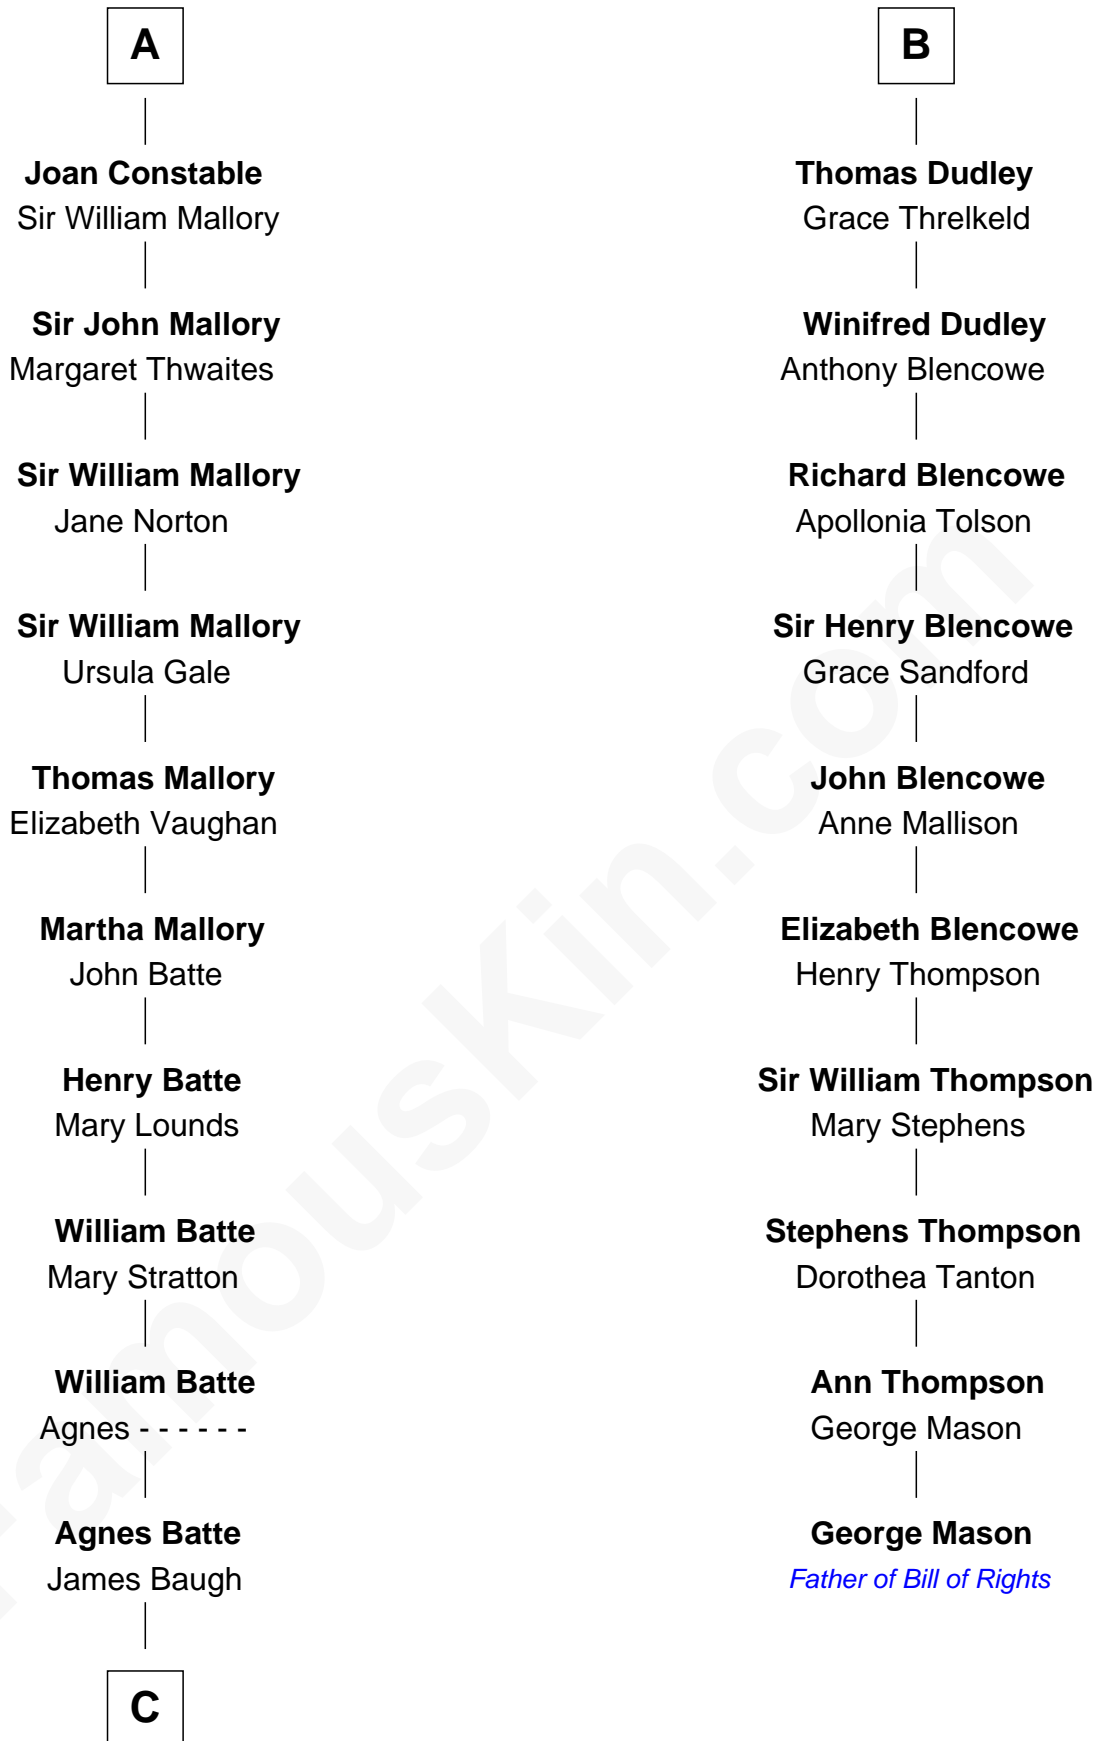 A
Joan Constable
Sir William Mallory
Sir John Mallory
Margaret Thwaites
Sir William Mallory
Jane Norton
Sir William Mallory
Ursula Gale
Thomas Mallory
Elizabeth Vaughan
Martha Mallory
John Batte
Henry Batte
Mary Lounds
William Batte
Mary Stratton
William Batte
Agnes - - - - - -
Agnes Batte
James Baugh
C
B
Thomas Dudley
Grace Threlkeld
Winifred Dudley
Anthony Blencowe
Richard Blencowe
Apollonia Tolson
Sir Henry Blencowe
Grace Sandford
John Blencowe
Anne Mallison
Elizabeth Blencowe
Henry Thompson
Sir William Thompson
Mary Stephens
Stephens Thompson
Dorothea Tanton
Ann Thompson
George Mason
George Mason
Father of Bill of Rights
FamousKin.com